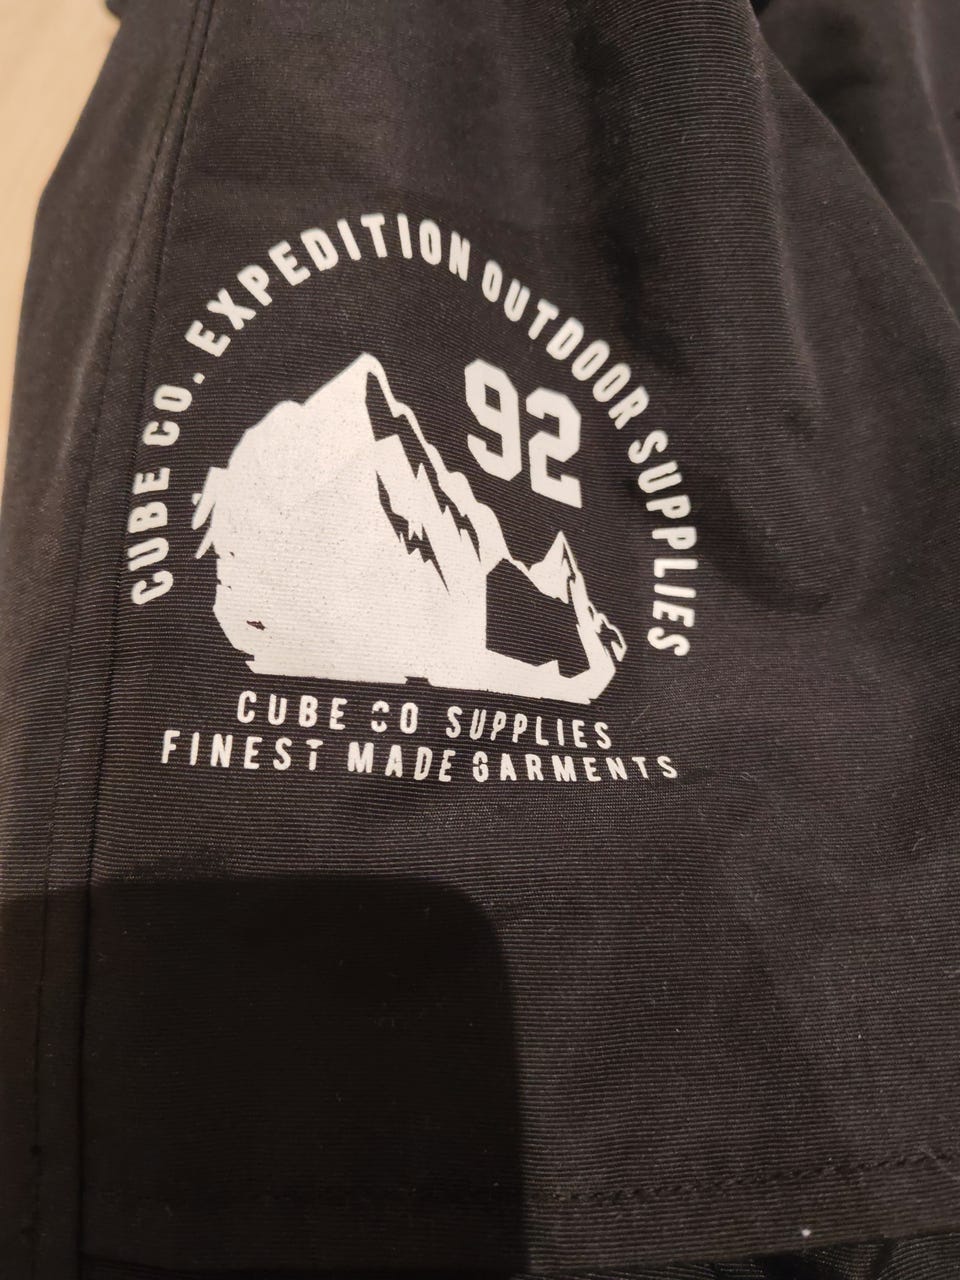 CUBE CO. EXPEDITION OUTDOOR SUPPLIES
92
CUBE CO SUPPLIES
FINEST MADE GARMENTS